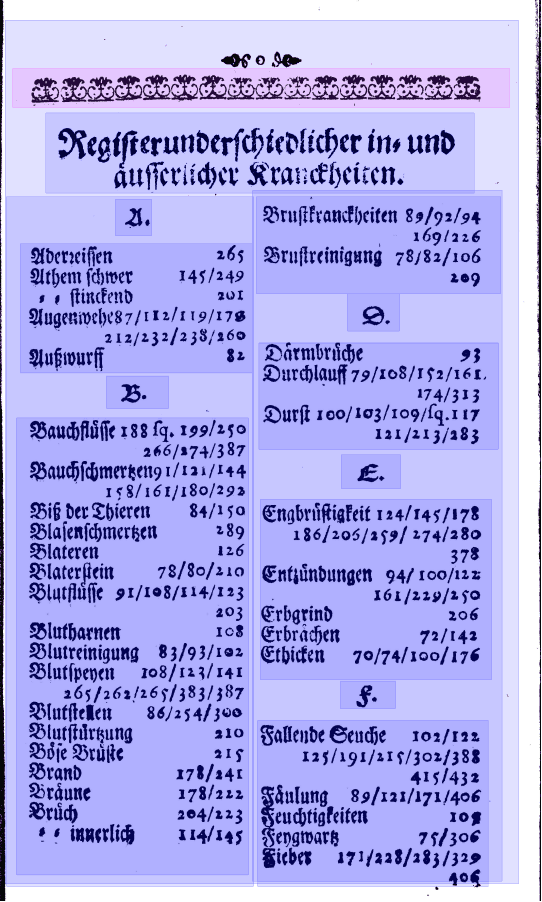 Register underschiedlicher in- und
äusserlicher Kranckheiten.
A.
Aderreissen 265
Athem schwer 145/249
, , stinckend 201
Augenwehe 87/112/119/178
212/232/238/260
Außwurff 82
B.
Bauchflüsse 188 sq. 199/250
266/274/387
Bauchschmertzen 91/121/144
158/161/180/292
Biß der Thieren 84/150
Blasenschmertzen 289
Blateren 126
Blaterstein 78/80/210
Blutflüsse 91/108/114/123
203
Blutharnen 108
Blutreinigung 83/93/102
Blutspeyen 108/123/141
265/262/265/383/387
Blutstellen 86/254/300
Blutstürtzung 210
Böse Brüste 215
Brand 178/241
Bräune 178/222
Brüch 204/223
, , innerlich 114/145
Brustkranckheiten 89/92/94
169/226
Brustreinigung 78/82/106
209
D.
Därmbrüche 93
Durchlauff 79/108/152/161.
174/313
Durst 100/103/109/sq. 117
121/213/283
E.
Engbrüstigkeit 124/145/178
186/206/259/274/280
378
Entzündungen 94/100/122
161/229/250
Erbgrind 206
Erbrächen 72/142
Ethicken 70/74/100/176
F.
Fallende Seuche 102/122
125/191/215/302/388
415/432
Fäulung 89/121/171/406
Feuchtigkeiten
Feygwartz 75/306
Fieber 171/228/283/329
406